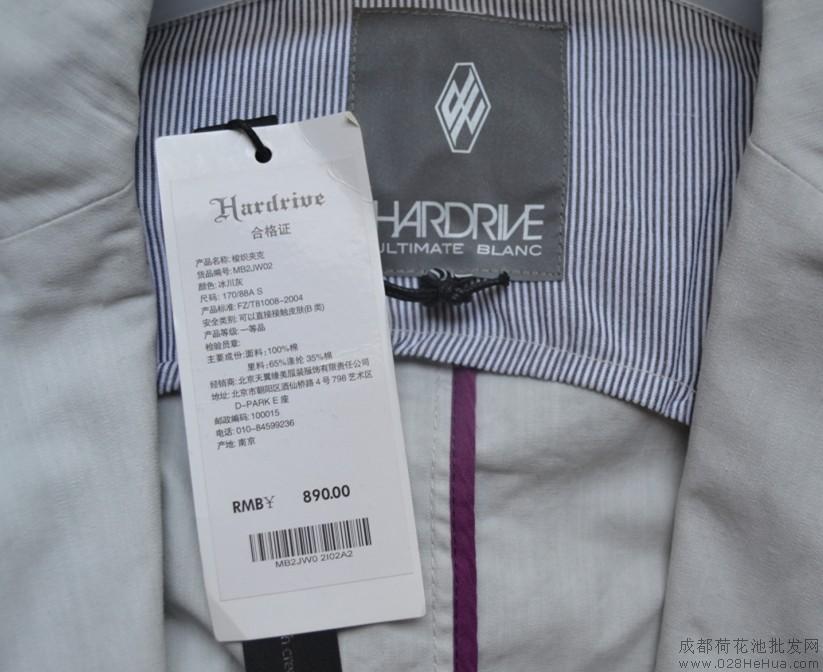 HARDRIVE
ULTIMATE BLANC
Hardrive
合格证
产品名称: 梭织夹克
货品编号: MB2JW02
颜色: 冰川灰
尺码: 170/88A S
产品标准: FZ/T81008-2004
安全类别: 可以直接接触皮肤(B类)
产品等级: 一等品
检验员章:
主要成份: 面料: 100%棉
里料: 65%涤纶 35%棉
经销商: 北京天翼缘美服装服饰有限责任公司
地址: 北京市朝阳区酒仙桥路4号798艺术区
D-PARK E 座
邮政编码: 100015
电话: 010-84599236
产地: 南京
RMB¥ 890.00
MB2JW0 2I02A2
成都荷花池批发网
www.028HeHua.com